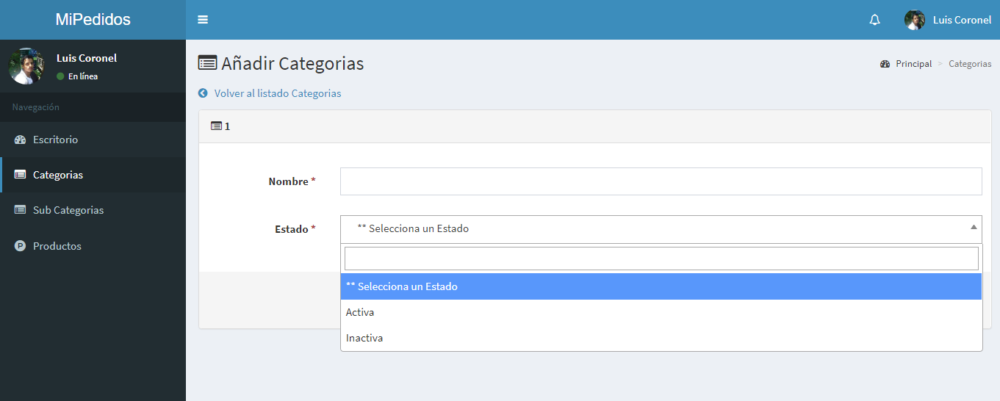 MiPedidos
Luis Coronel
Luis Coronel
En línea
Navegación
Escritorio
Categorias
Sub Categorias
Productos
Añadir Categorias
Principal > Categorias
Volver al listado Categorias
1
Nombre *
Estado *
** Selecciona un Estado
** Selecciona un Estado
Activa
Inactiva